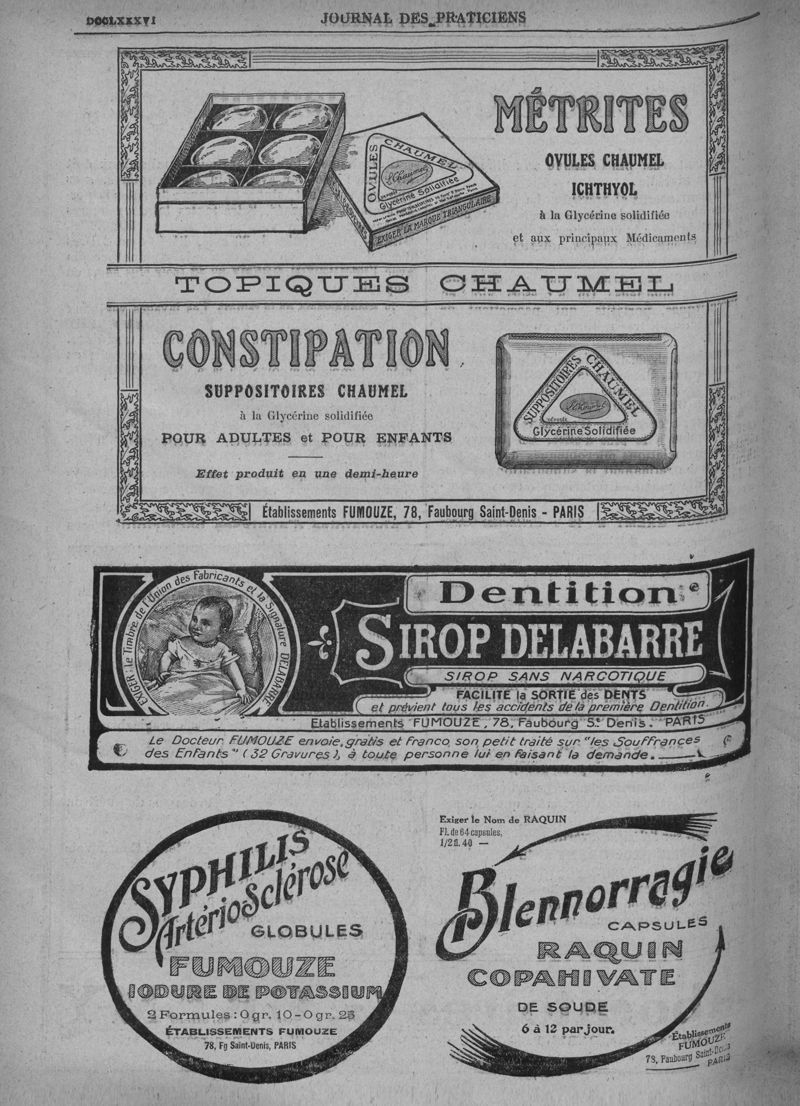 DCCLXXXVI
JOURNAL DES PRATICIENS
MÉTRITES
OVULES CHAUMEL
ICHTHYOL
à la Glycérine solidifiée
et aux principaux Médicaments
OVULES CHAUMEL
Glycérine Solidifiée
EXIGER LA MARQUE TRIANGULAIRE
TOPIQUES CHAUMEL
CONSTIPATION
SUPPOSITOIRES CHAUMEL
à la Glycérine solidifiée
POUR ADULTES et POUR ENFANTS
Effet produit en une demi-heure
SUPPOSITOIRES CHAUMEL
Glycérine Solidifiée
Établissements FUMOUZE, 78, Faubourg Saint-Denis - PARIS
EXIGER le Timbre de l'Union des Fabricants et la Signature DELABARRE
Dentition
SIROP DELABARRE
SIROP SANS NARCOTIQUE
FACILITE la SORTIE des DENTS
et prévient tous les accidents de la première Dentition.
Etablissements FUMOUZE, 78, Faubourg St Denis. PARIS
Le Docteur FUMOUZE envoie, gratis et franco, son petit traité sur "les Souffrances
des Enfants" (32 Gravures), à toute personne lui en faisant la demande.
SYPHILIS
ArtérioSclérose
GLOBULES
FUMOUZE
IODURE DE POTASSIUM
2 Formules: 0 gr. 10 - 0 gr. 25
ÉTABLISSEMENTS FUMOUZE
78, Fg Saint-Denis, PARIS
Exiger le Nom de RAQUIN
Fl. de 64 capsules,
1/2 fl. 40 —
Blennorragie
CAPSULES
RAQUIN
COPAHIVATE
DE SOUDE
6 à 12 par jour.
Établissements
FUMOUZE
78, Faubourg Saint-Denis
PARIS